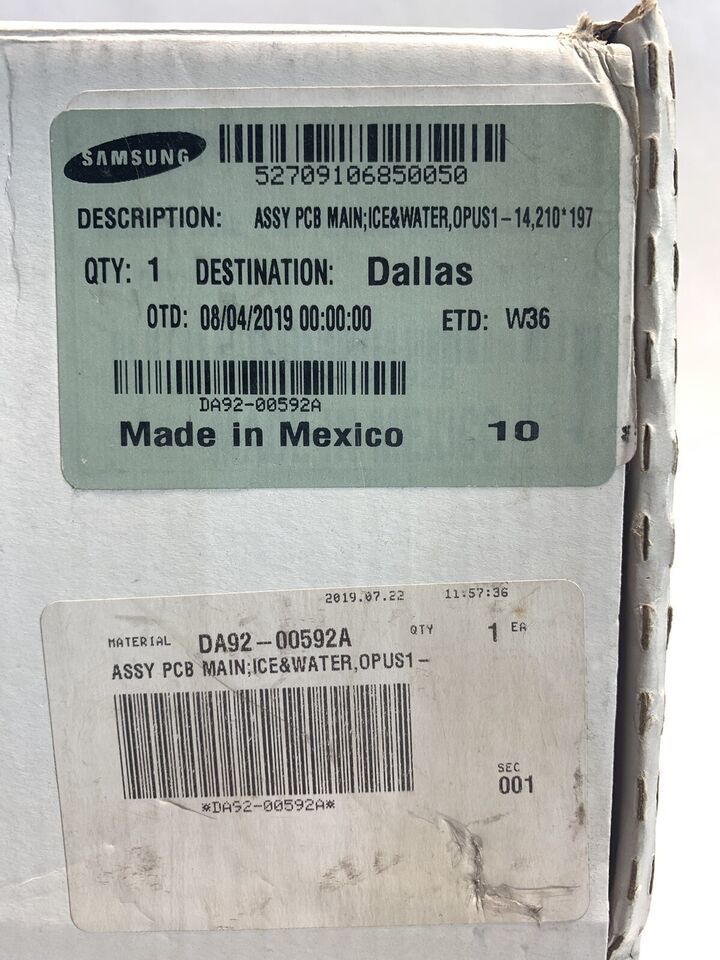 SAMSUNG
52709106850050
DESCRIPTION: ASSY PCB MAIN;ICE&WATER,OPUS1-14,210*197
QTY: 1 DESTINATION: Dallas
OTD: 08/04/2019 00:00:00 ETD: W36
DA92-00592A
Made in Mexico 10
2019.07.22 11:57:36
MATERIAL DA92-00592A QTY 1 EA
ASSY PCB MAIN;ICE&WATER,OPUS1-
*DA92-00592A*
SEC
001